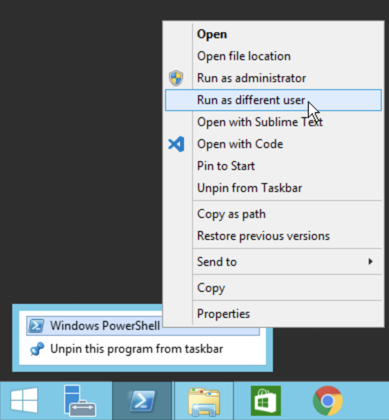 Open
Open file location
Run as administrator
Run as different user
Open with Sublime Text
Open with Code
Pin to Start
Unpin from Taskbar
Copy as path
Restore previous versions
Send to
Copy
Properties
Windows PowerShell
Unpin this program from taskbar